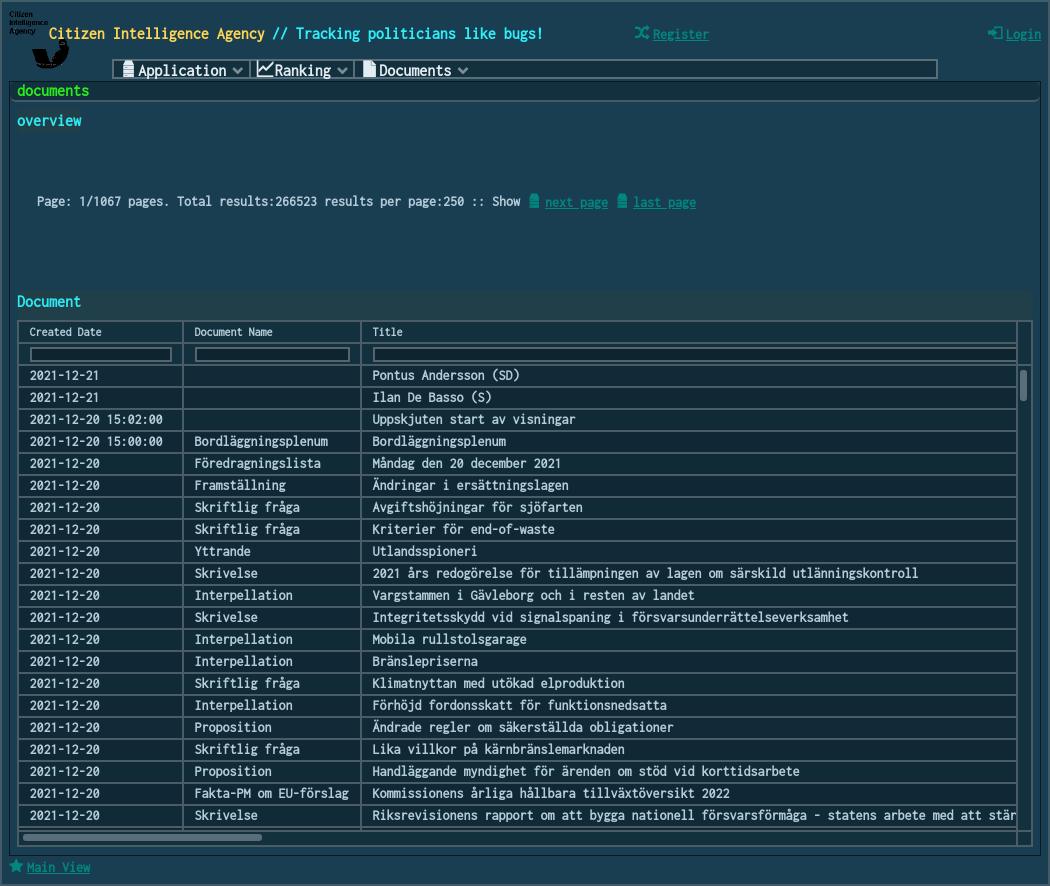 Citizen
Intelligence
Agency
Citizen Intelligence Agency // Tracking politicians like bugs!
Register
Login
Application Ranking Documents
documents
overview
Page: 1/1067 pages. Total results:266523 results per page:250 :: Show next page last page
Document
Created Date Document Name Title
2021-12-21 Pontus Andersson (SD)
2021-12-21 Ilan De Basso (S)
2021-12-20 15:02:00 Uppskjuten start av visningar
2021-12-20 15:00:00 Bordläggningsplenum Bordläggningsplenum
2021-12-20 Föredragningslista Måndag den 20 december 2021
2021-12-20 Framställning Ändringar i ersättningslagen
2021-12-20 Skriftlig fråga Avgiftshöjningar för sjöfarten
2021-12-20 Skriftlig fråga Kriterier för end-of-waste
2021-12-20 Yttrande Utlandsspioneri
2021-12-20 Skrivelse 2021 års redogörelse för tillämpningen av lagen om särskild utlänningskontroll
2021-12-20 Interpellation Vargstammen i Gävleborg och i resten av landet
2021-12-20 Skrivelse Integritetsskydd vid signalspaning i försvarsunderrättelseverksamhet
2021-12-20 Interpellation Mobila rullstolsgarage
2021-12-20 Interpellation Bränslepriserna
2021-12-20 Skriftlig fråga Klimatnyttan med utökad elproduktion
2021-12-20 Interpellation Förhöjd fordonsskatt för funktionsnedsatta
2021-12-20 Proposition Ändrade regler om säkerställda obligationer
2021-12-20 Skriftlig fråga Lika villkor på kärnbränslemarknaden
2021-12-20 Proposition Handläggande myndighet för ärenden om stöd vid korttidsarbete
2021-12-20 Fakta-PM om EU-förslag Kommissionens årliga hållbara tillväxtöversikt 2022
2021-12-20 Skrivelse Riksrevisionens rapport om att bygga nationell försvarsförmåga - statens arbete med att stär
Main View